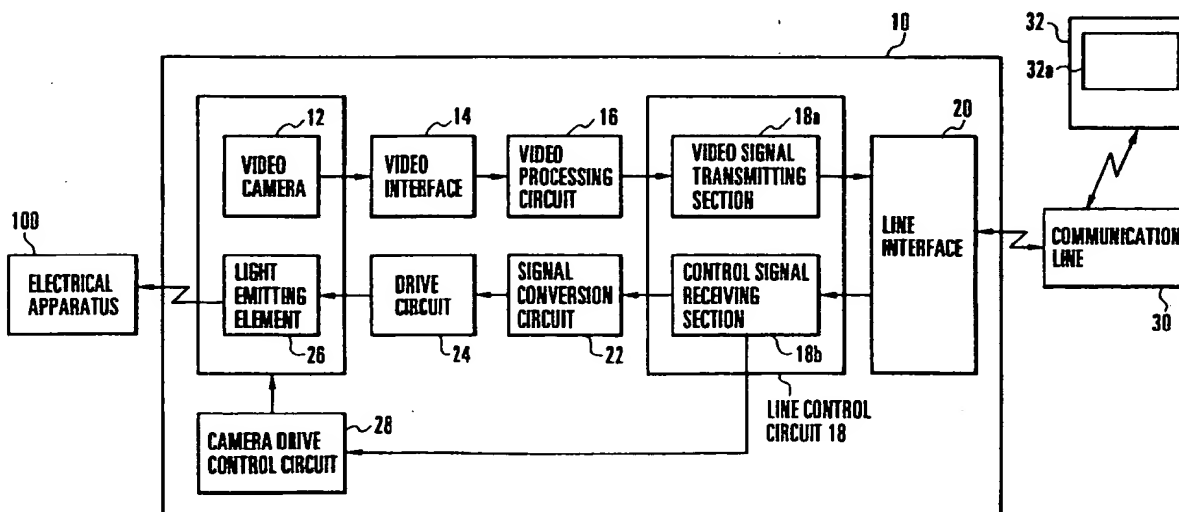 10
32
32a
12
VIDEO
CAMERA
14
VIDEO
INTERFACE
16
VIDEO
PROCESSING
CIRCUIT
18a
VIDEO SIGNAL
TRANSMITTING
SECTION
20
LINE
INTERFACE
100
ELECTRICAL
APPARATUS
LIGHT
EMITTING
ELEMENT
26
DRIVE
CIRCUIT
24
SIGNAL
CONVERSION
CIRCUIT
22
CONTROL SIGNAL
RECEIVING
SECTION
18b
COMMUNICATION
LINE
30
LINE CONTROL
CIRCUIT 18
28
CAMERA DRIVE
CONTROL CIRCUIT